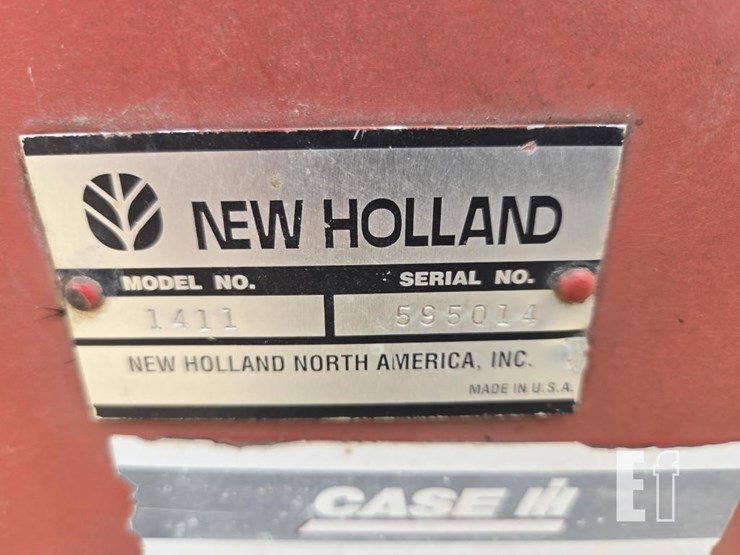 NEW HOLLAND
MODEL NO. SERIAL NO.
1411 595014
NEW HOLLAND NORTH AMERICA, INC.
MADE IN U.S.A.
CASE IH
Ef